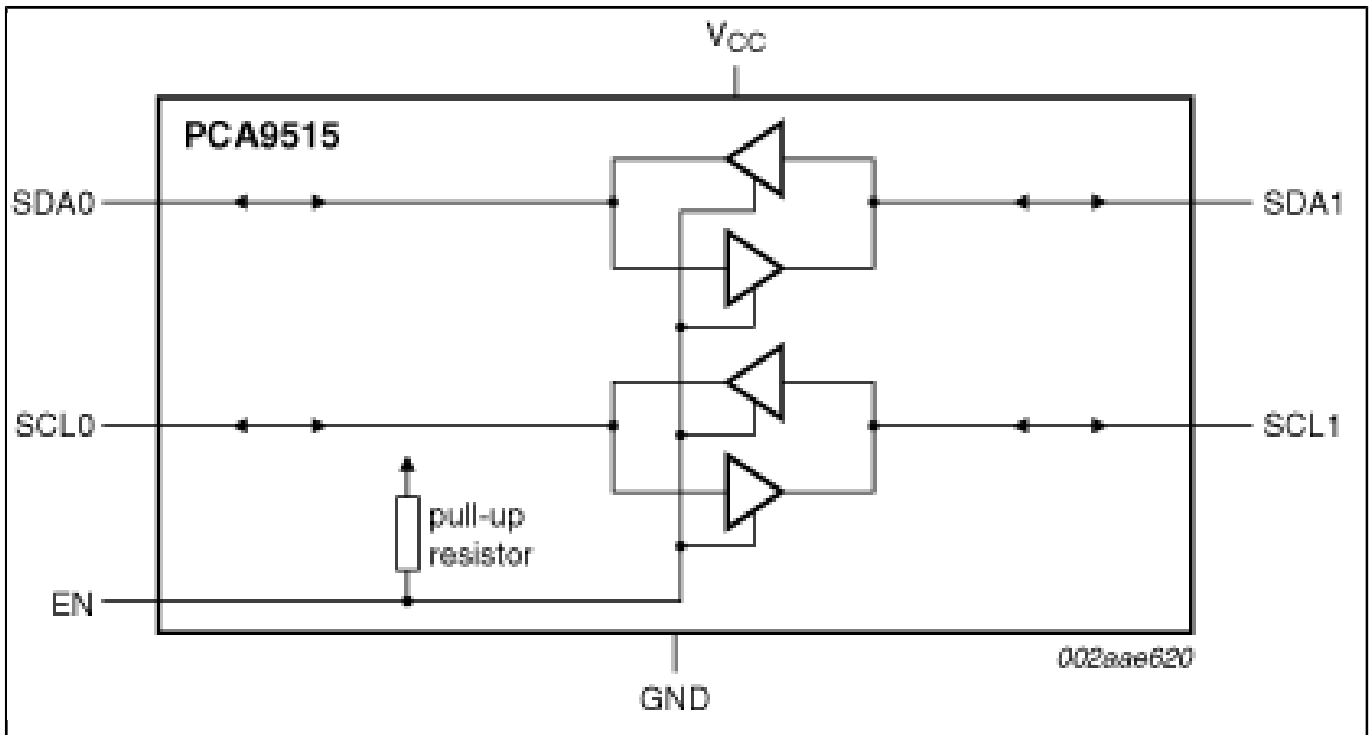 VCC
PCA9515
SDA0
SDA1
SCL0
SCL1
pull-up
resistor
EN
002aae620
GND